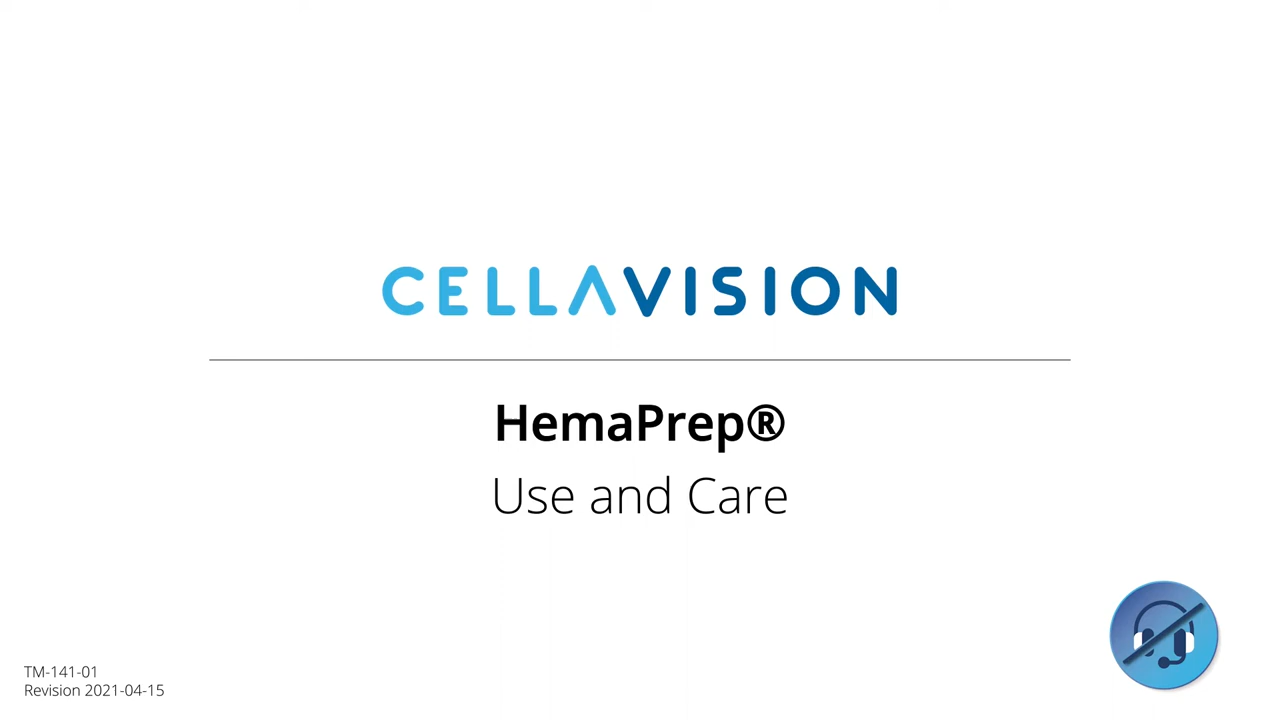 CELLAVISION
HemaPrep®
Use and Care
TM-141-01
Revision 2021-04-15